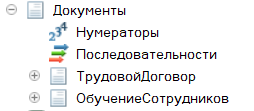 Документы
Нумераторы
Последовательности
ТрудовойДоговор
ОбучениеСотрудников